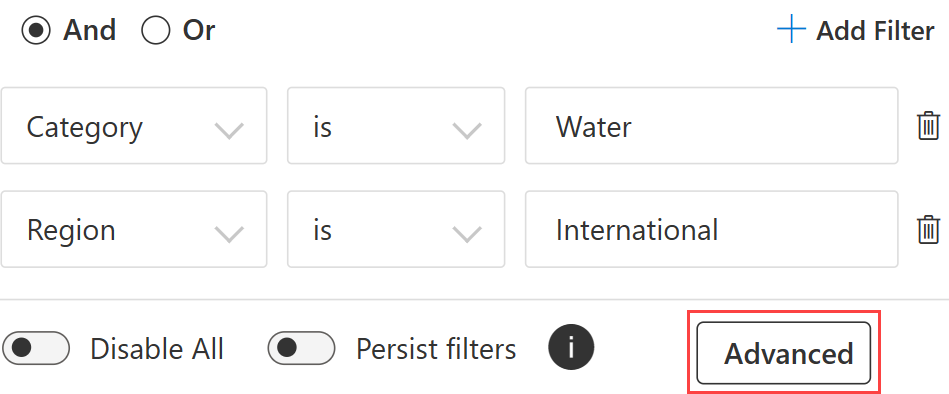 And Or Add Filter
Category is Water
Region is International
Disable All Persist filters i Advanced